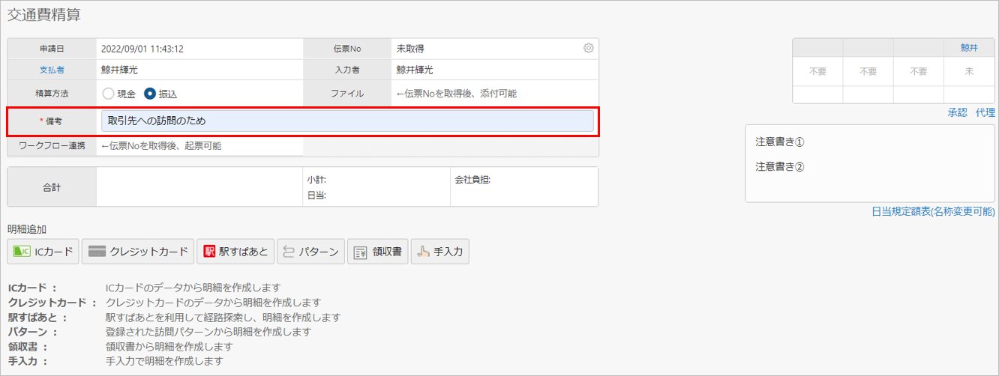 交通費精算
申請日 2022/09/01 11:43:12 伝票No 未取得
支払者 鯨井輝光 入力者 鯨井輝光
精算方法 現金 振込 ファイル ←伝票Noを取得後、添付可能
* 備考 取引先への訪問のため
ワークフロー連携 ←伝票Noを取得後、起票可能
鯨井
不要 不要 不要 未
承認 代理
注意書き①
注意書き②
日当規定額表(名称変更可能)
合計 小計: 会社負担:
日当:
明細追加
IC ICカード クレジットカード 駅 駅すぱあと パターン 領収書 手入力
ICカード : ICカードのデータから明細を作成します
クレジットカード : クレジットカードのデータから明細を作成します
駅すぱあと : 駅すぱあとを利用して経路探索し、明細を作成します
パターン : 登録された訪問パターンから明細を作成します
領収書 : 領収書から明細を作成します
手入力 : 手入力で明細を作成します